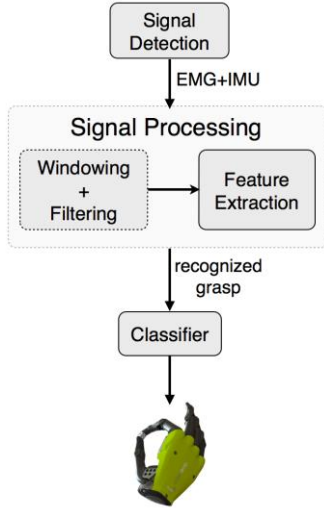 Signal
Detection
EMG+IMU
Signal Processing
Windowing
+
Filtering
Feature
Extraction
recognized
grasp
Classifier